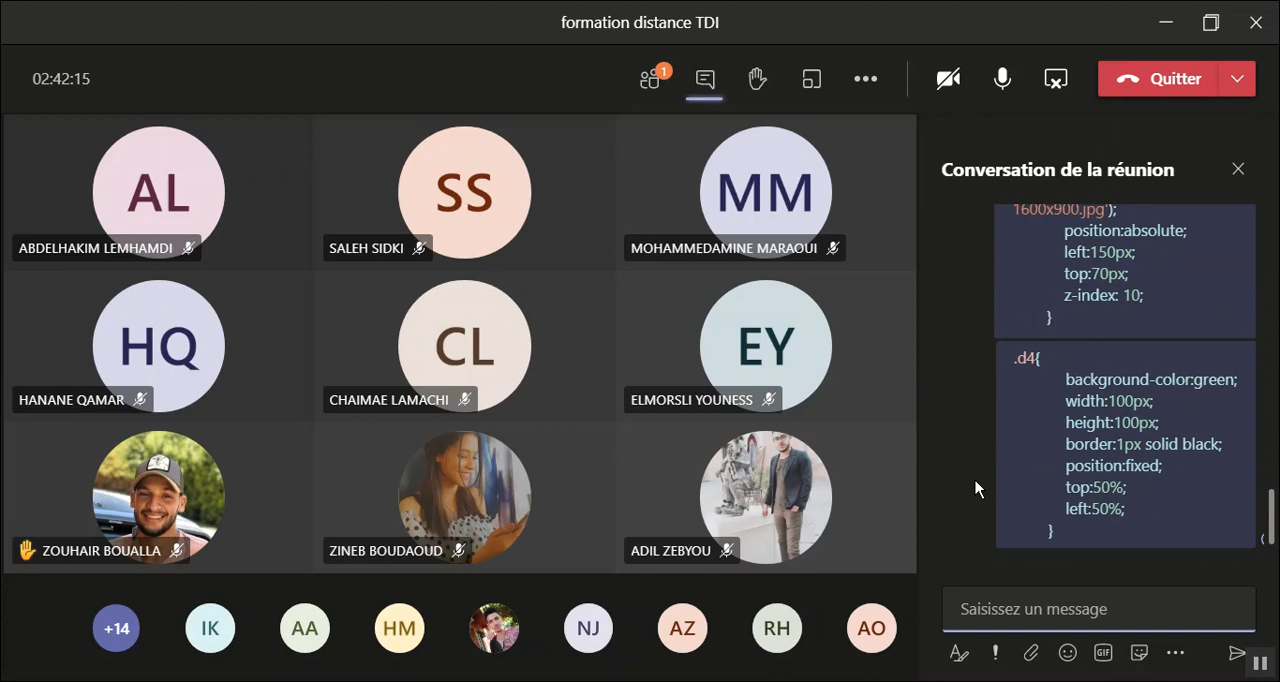 formation distance TDI
02:42:15
1
Quitter
AL
ABDELHAKIM LEMHAMDI
SS
SALEH SIDKI
MM
MOHAMMEDAMINE MARAOUI
HQ
HANANE QAMAR
CL
CHAIMAE LAMACHI
EY
ELMORSLI YOUNESS
ZOUHAIR BOUALLA
ZINEB BOUDAOUD
ADIL ZEBYOU
+14
IK
AA
HM
NJ
AZ
RH
AO
Conversation de la réunion
1600x900.jpg');
position:absolute;
left:150px;
top:70px;
z-index: 10;
}
.d4{
background-color:green;
width:100px;
height:100px;
border:1px solid black;
position:fixed;
top:50%;
left:50%;
}
Saisissez un message
GIF